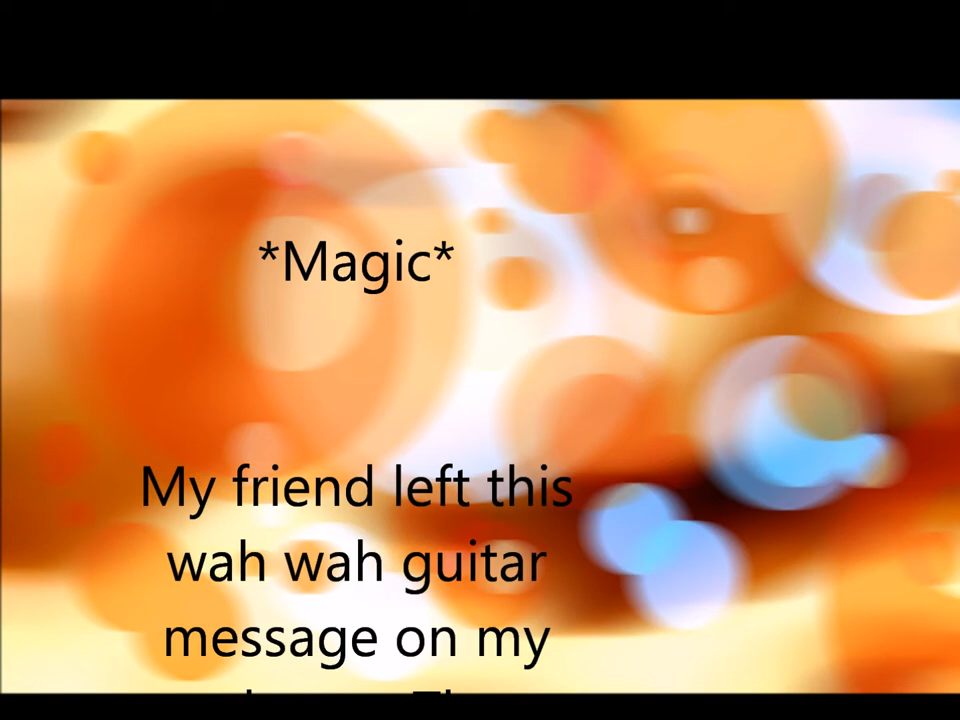 *Magic*
My friend left this
wah wah guitar
message on my